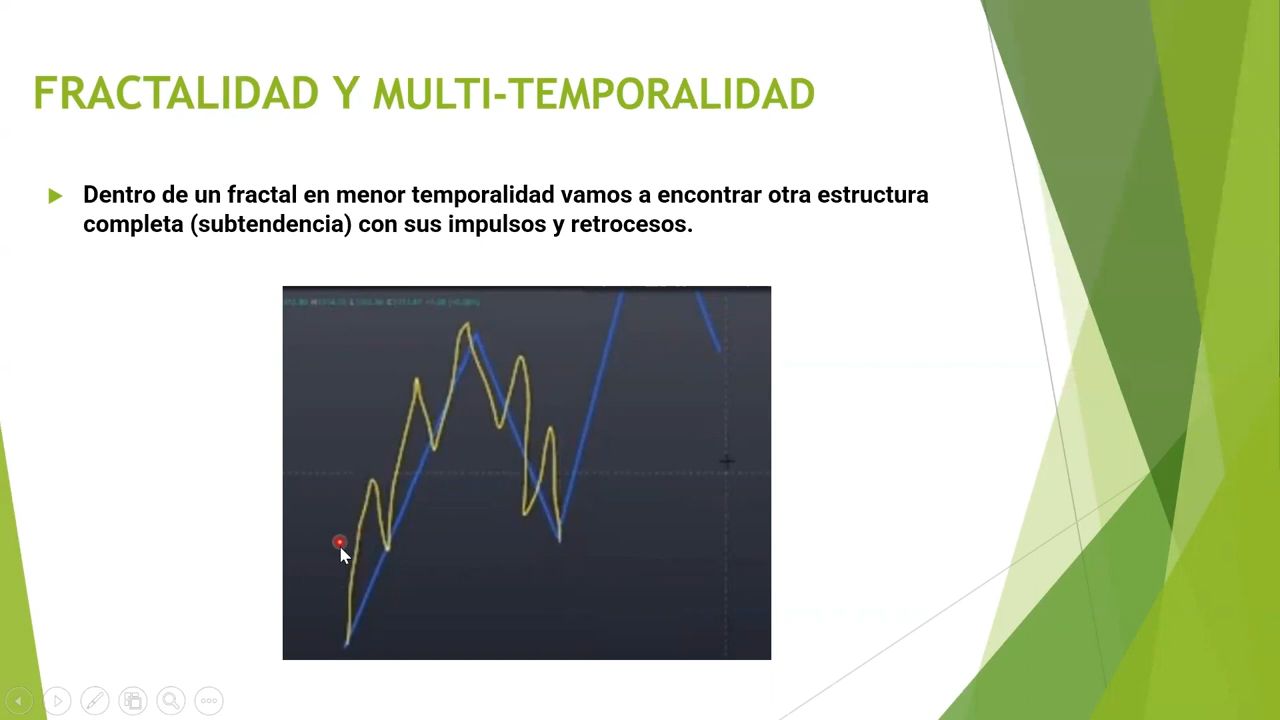 FRACTALIDAD Y MULTI-TEMPORALIDAD
Dentro de un fractal en menor temporalidad vamos a encontrar otra estructura
completa (subtendencia) con sus impulsos y retrocesos.